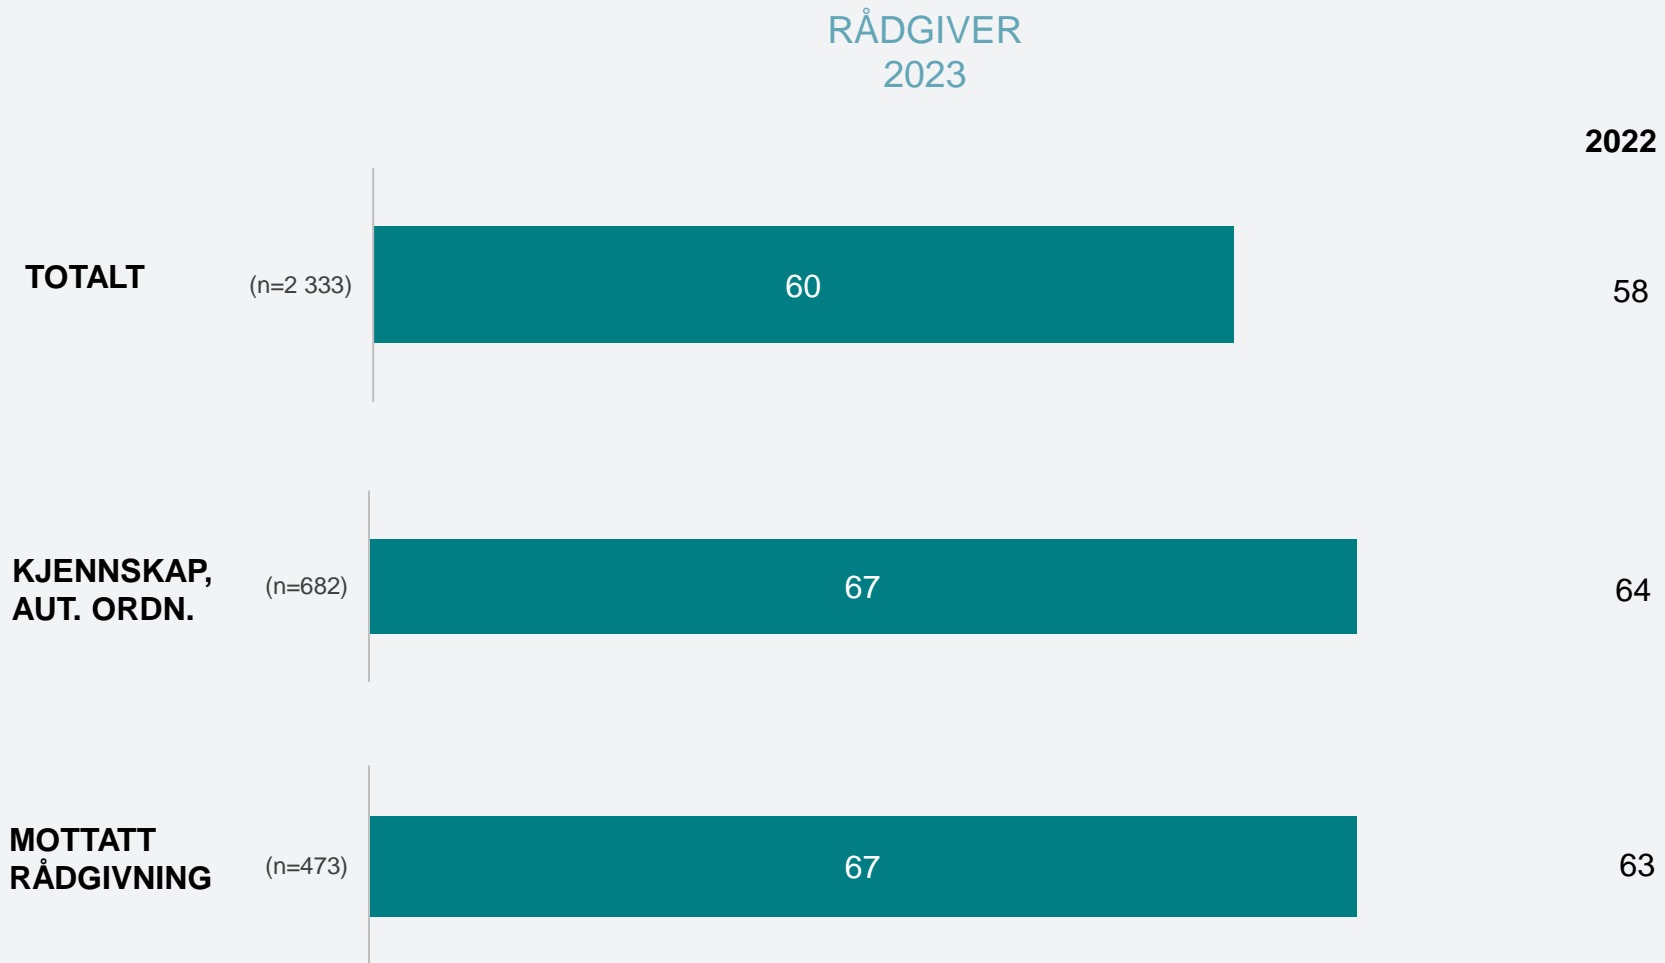 RÅDGIVER
2023
2022
TOTALT
(n=2 333)
60
58
KJENNSKAP,
AUT. ORDN.
(n=682)
67
64
MOTTATT
RÅDGIVNING
(n=473)
67
63